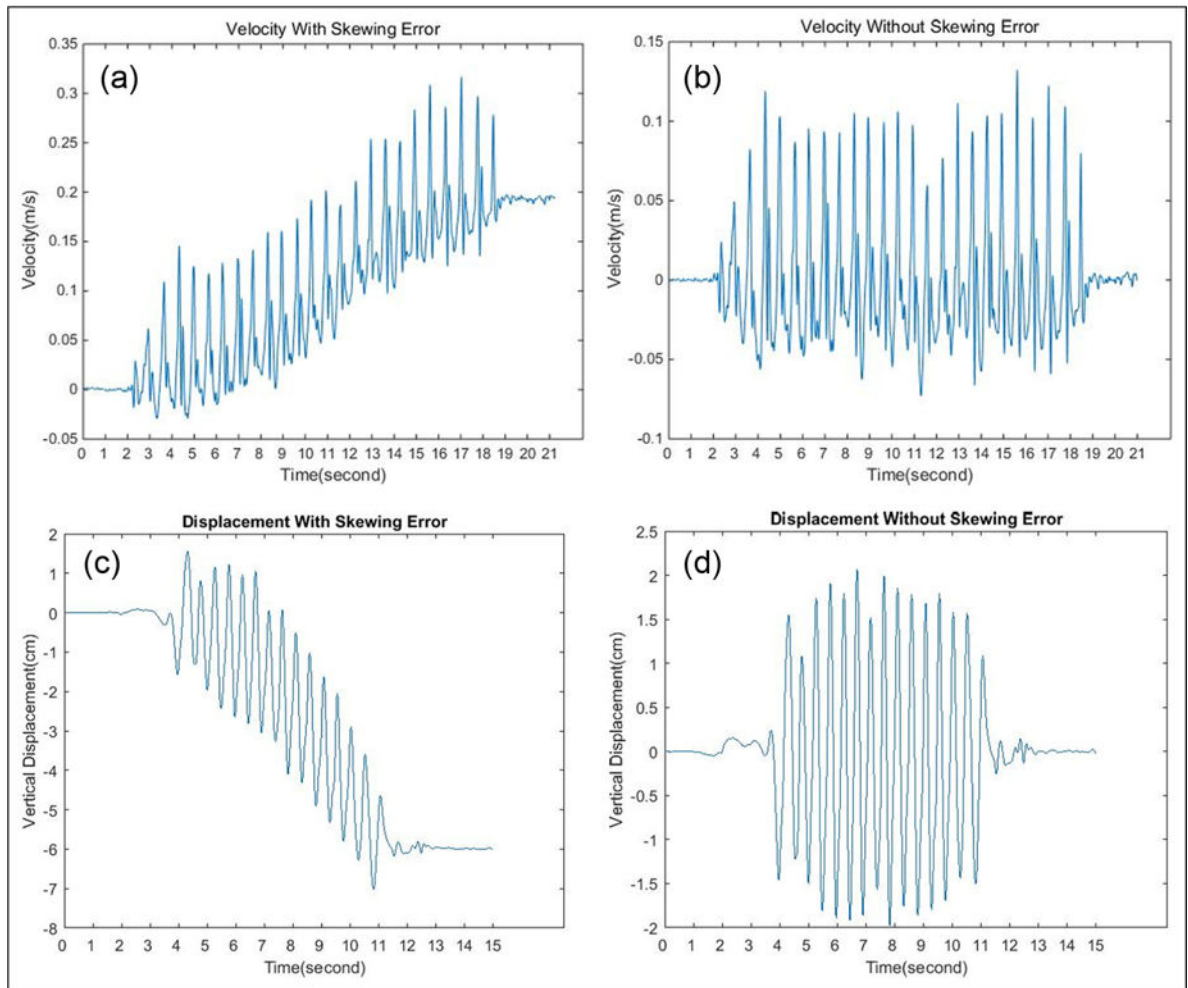 Velocity With Skewing Error
(a)
0.35
0.3
0.25
0.2
0.15
0.1
0.05
0
-0.05
Velocity(m/s)
0 1 2 3 4 5 6 7 8 9 10 11 12 13 14 15 16 17 18 19 20 21
Time(second)
Velocity Without Skewing Error
(b)
0.15
0.1
0.05
0
-0.05
-0.1
Velocity(m/s)
0 1 2 3 4 5 6 7 8 9 10 11 12 13 14 15 16 17 18 19 20 21
Time(second)
Displacement With Skewing Error
(c)
2
1
0
-1
-2
-3
-4
-5
-6
-7
-8
Vertical Displacement(cm)
0 1 2 3 4 5 6 7 8 9 10 11 12 13 14 15
Time(second)
Displacement Without Skewing Error
(d)
2.5
2
1.5
1
0.5
0
-0.5
-1
-1.5
-2
Vertical Displacement(cm)
0 1 2 3 4 5 6 7 8 9 10 11 12 13 14 15
Time(second)